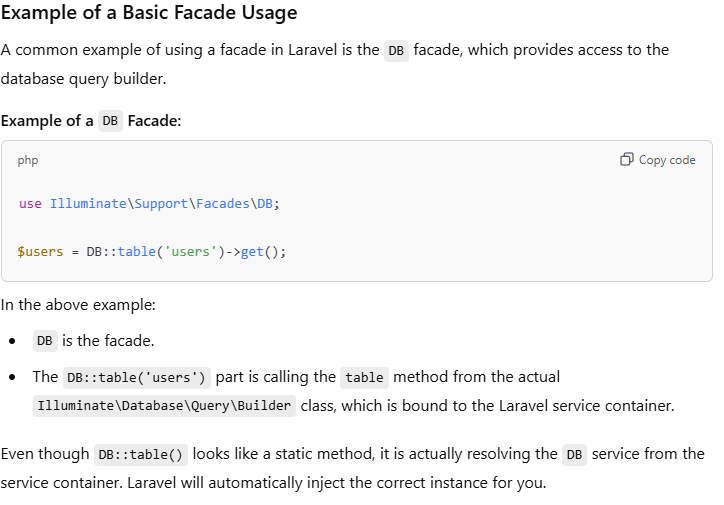 Example of a Basic Facade Usage
A common example of using a facade in Laravel is the DB facade, which provides access to the
database query builder.
Example of a DB Facade:
php
Copy code
use Illuminate\Support\Facades\DB;
$users = DB::table('users')->get();
In the above example:
• DB is the facade.
• The DB::table('users') part is calling the table method from the actual
Illuminate\Database\Query\Builder class, which is bound to the Laravel service container.
Even though DB::table() looks like a static method, it is actually resolving the DB service from the
service container. Laravel will automatically inject the correct instance for you.